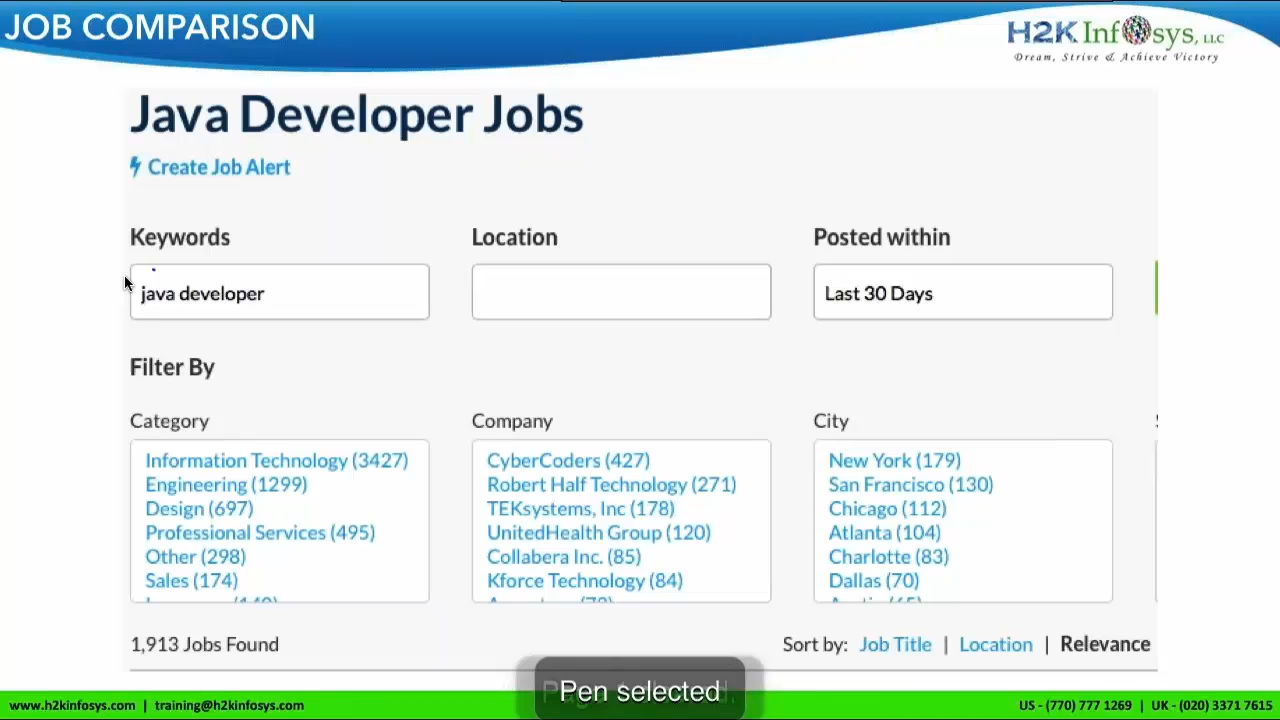 JOB COMPARISON
H2K Infosys, LLC
Dream, Strive & Achieve Victory
Java Developer Jobs
Create Job Alert
Keywords Location Posted within
java developer Last 30 Days
Filter By
Category Company City
Information Technology (3427) CyberCoders (427) New York (179)
Engineering (1299) Robert Half Technology (271) San Francisco (130)
Design (697) TEKsystems, Inc (178) Chicago (112)
Professional Services (495) UnitedHealth Group (120) Atlanta (104)
Other (298) Collabera Inc. (85) Charlotte (83)
Sales (174) Kforce Technology (84) Dallas (70)
1,913 Jobs Found Sort by: Job Title | Location | Relevance
Pen selected
www.h2kinfosys.com | training@h2kinfosys.com US - (770) 777 1269 | UK - (020) 3371 7615